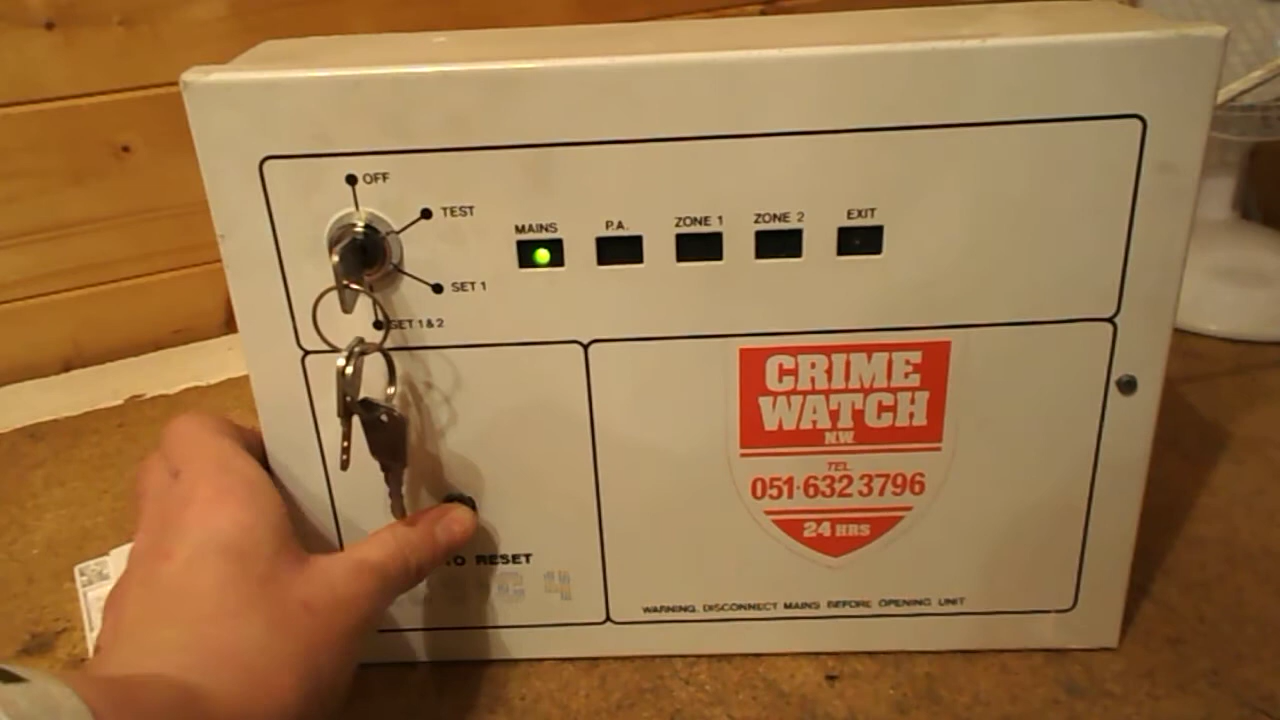 OFF
TEST
SET 1
SET 1 & 2
MAINS
P.A.
ZONE 1
ZONE 2
EXIT
RESET
CRIME
WATCH
N.W.
TEL.
051·632 3796
24 HRS
WARNING. DISCONNECT MAINS BEFORE OPENING UNIT